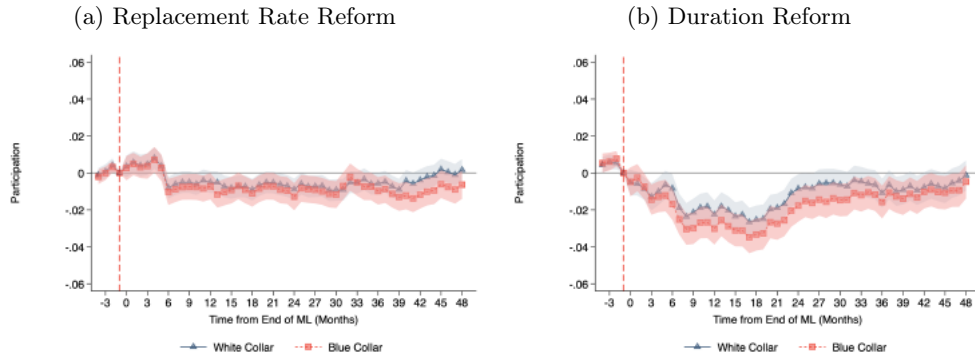 (a) Replacement Rate Reform
.06
.04
.02
0
-.02
-.04
-.06
Participation
-3 0 3 6 9 12 15 18 21 24 27 30 33 36 39 42 45 48
Time from End of ML (Months)
White Collar Blue Collar
(b) Duration Reform
.06
.04
.02
0
-.02
-.04
-.06
Participation
-3 0 3 6 9 12 15 18 21 24 27 30 33 36 39 42 45 48
Time from End of ML (Months)
White Collar Blue Collar